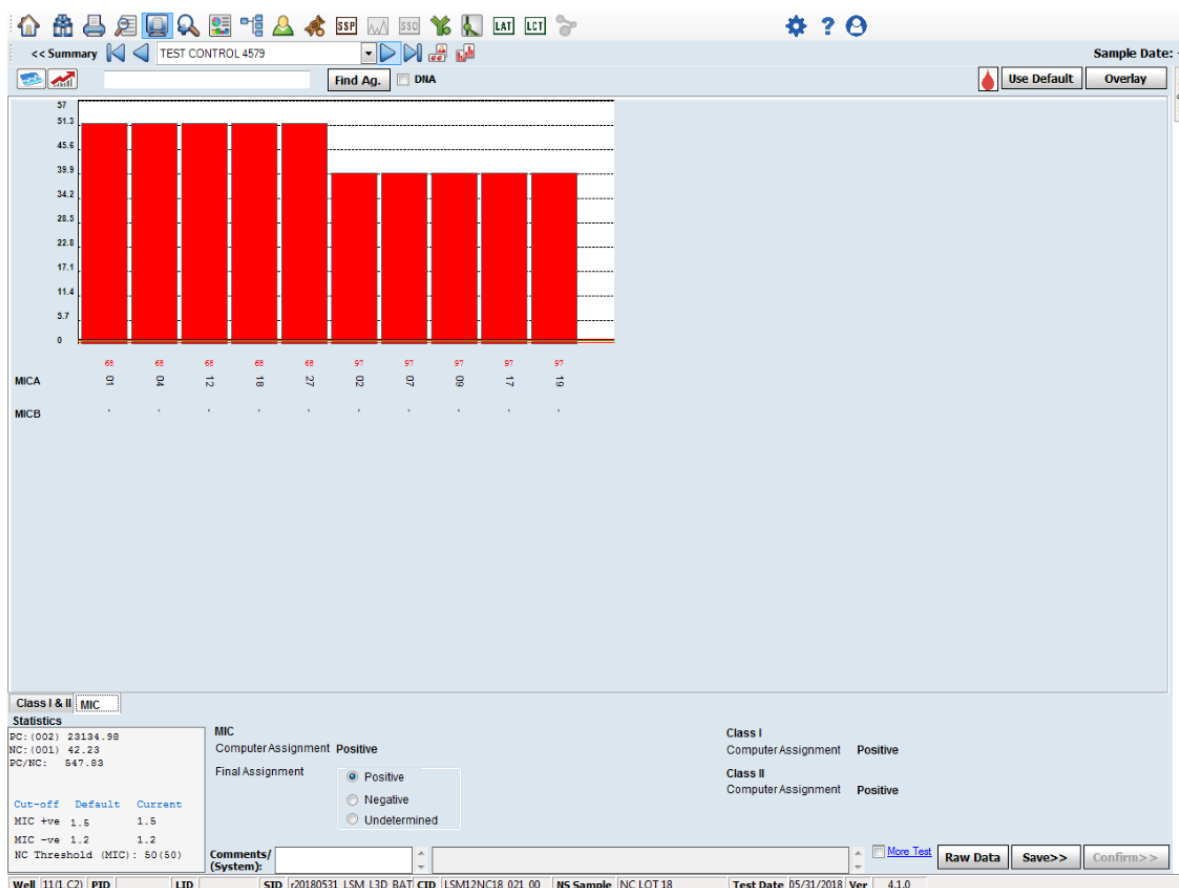 SSP SSO LAT LCT ?
<< Summary TEST CONTROL 4579 Sample Date:
Find Ag. DNA Use Default Overlay
57
51.3
45.6
39.9
34.2
28.5
22.8
17.1
11.4
5.7
0
68 68 68 68 68 97 97 97 97 97
MICA 01 04 12 18 27 02 07 09 17 19
MICB
Class I & II MIC
Statistics
PC:(002) 23134.98
NC:(001) 42.23
PC/NC: 547.83
Cut-off Default Current
MIC +ve 1.5 1.5
MIC -ve 1.2 1.2
NC Threshold (MIC): 50(50)
MIC
Computer Assignment Positive
Final Assignment
Positive
Negative
Undetermined
Class I
Computer Assignment Positive
Class II
Computer Assignment Positive
Comments/
(System):
More Test Raw Data Save>> Confirm>>
Well 11(1,C2) PID LID SID r20180531_LSM_L3D_BAT CID LSM12NC18_021_00 NS Sample NC LOT 18 Test Date 05/31/2018 Ver 4.1.0